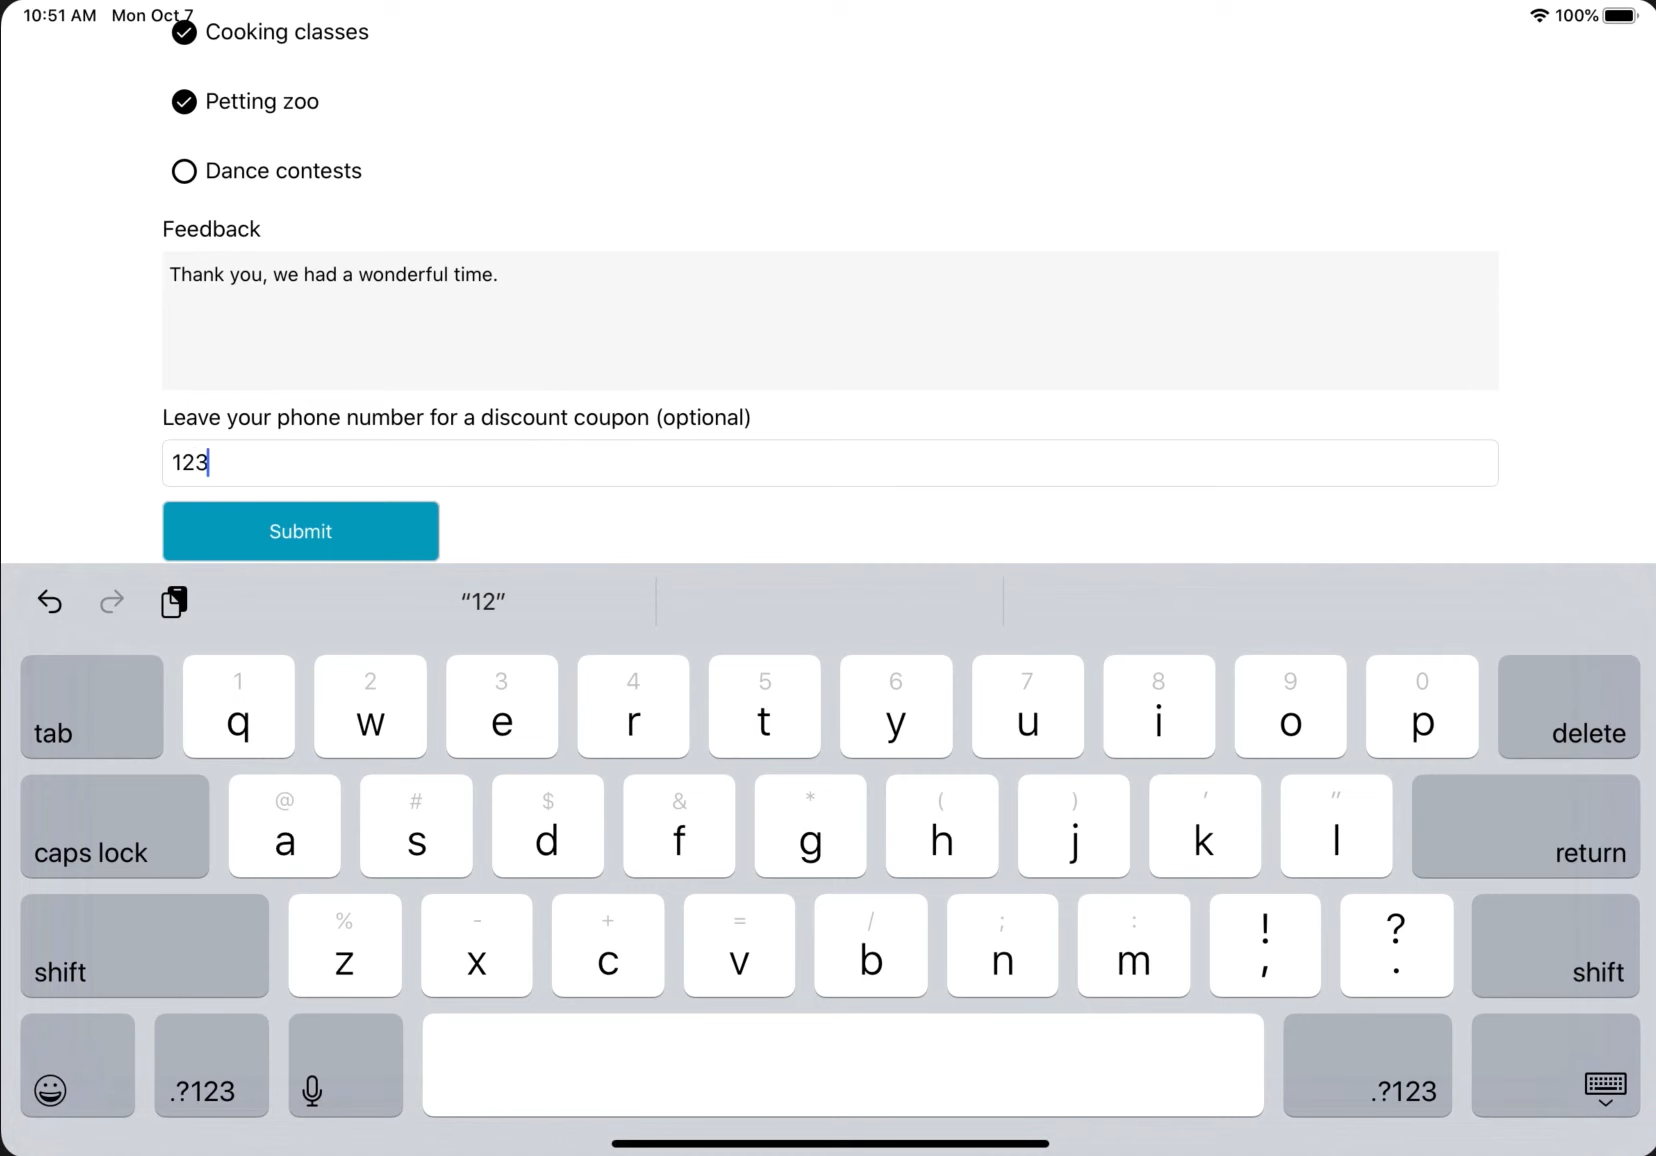 10:51 AM Mon Oct 7 100%
Cooking classes
Petting zoo
Dance contests
Feedback
Thank you, we had a wonderful time.
Leave your phone number for a discount coupon (optional)
123
Submit
“12”
1 2 3 4 5 6 7 8 9 0
tab q w e r t y u i o p delete
@ # $ & * ( ) ' "
caps lock a s d f g h j k l return
% - + = / ; : ! ?
shift z x c v b n m , . shift
.?123 .?123